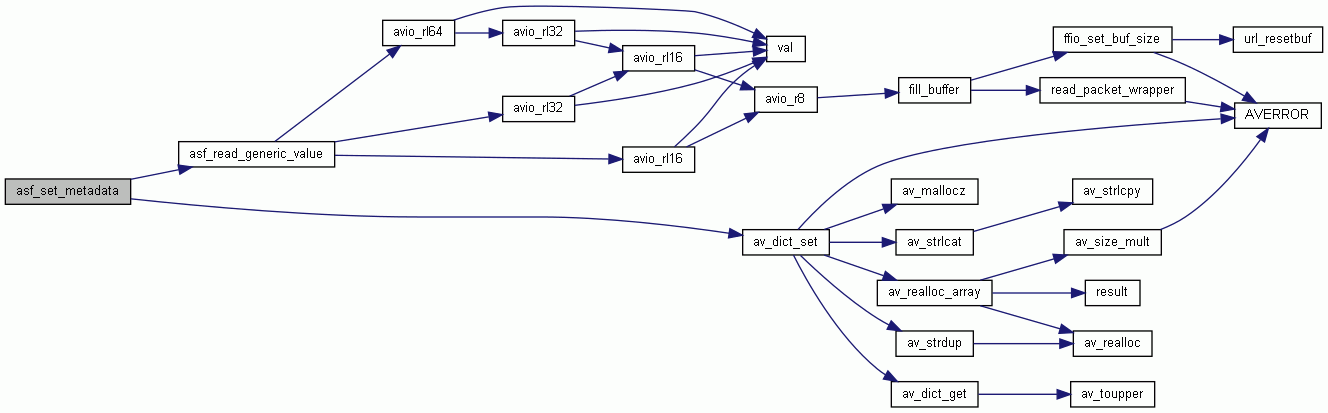 asf_set_metadata
asf_read_generic_value
avio_rl64
avio_rl32
avio_rl16
val
avio_rl32
avio_rl16
avio_r8
fill_buffer
ffio_set_buf_size
url_resetbuf
read_packet_wrapper
AVERROR
av_dict_set
av_mallocz
av_strlcat
av_strlcpy
av_realloc_array
av_size_mult
result
av_strdup
av_realloc
av_dict_get
av_toupper